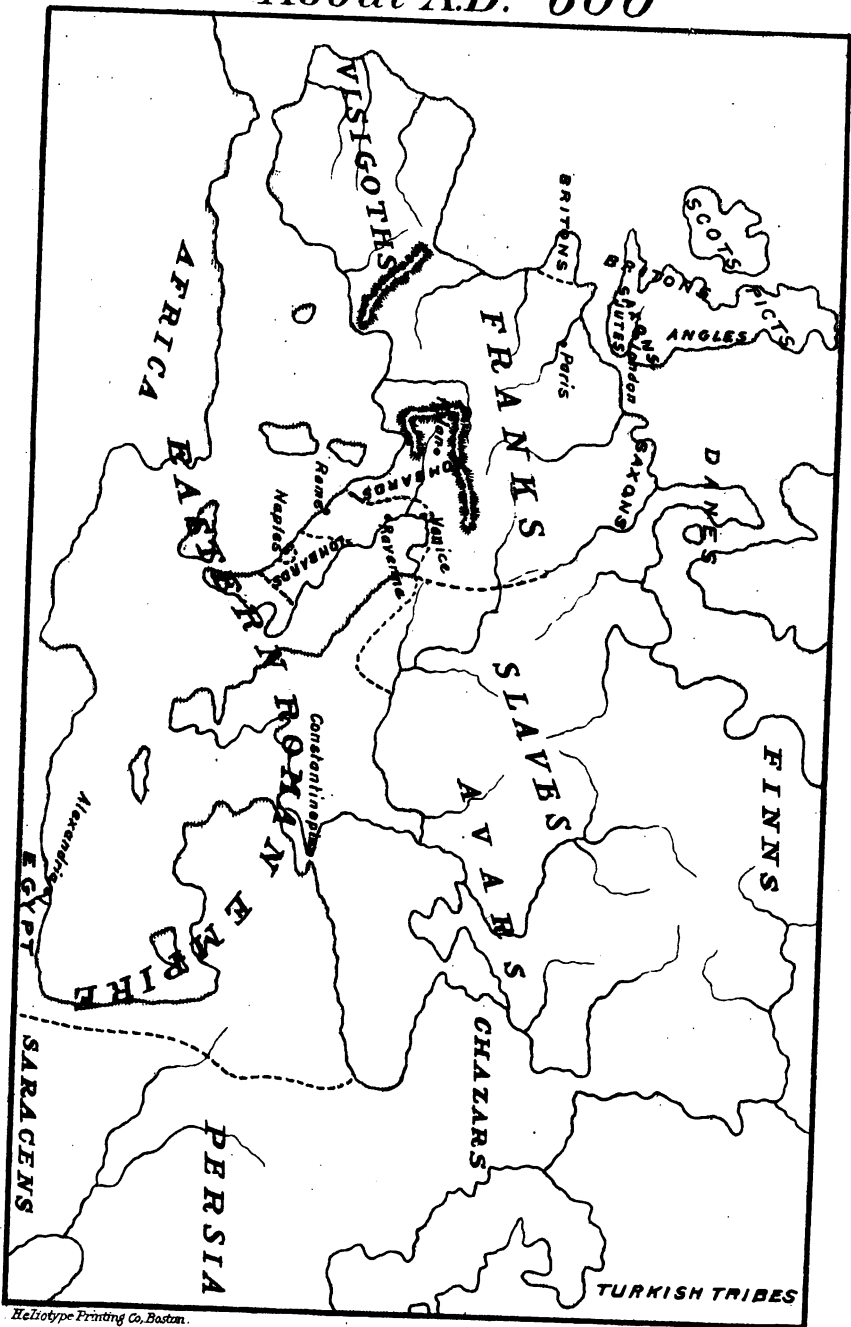 About A.D. 600
SCOTS
PICTS
BRITONS
ANGLES
SAXONS
JUTES
London
BRITONS
Paris
DANES
SAXONS
FRANKS
VISIGOTHS
AFRICA
LOMBARDS
Venice
Ravenna
Rome
Naples
LOMBARDS
SLAVES
AVARS
FINNS
EASTERN ROMAN EMPIRE
Constantinople
Alexandria
EGYPT
SARACENS
PERSIA
CHAZARS
TURKISH TRIBES
Heliotype Printing Co, Boston.